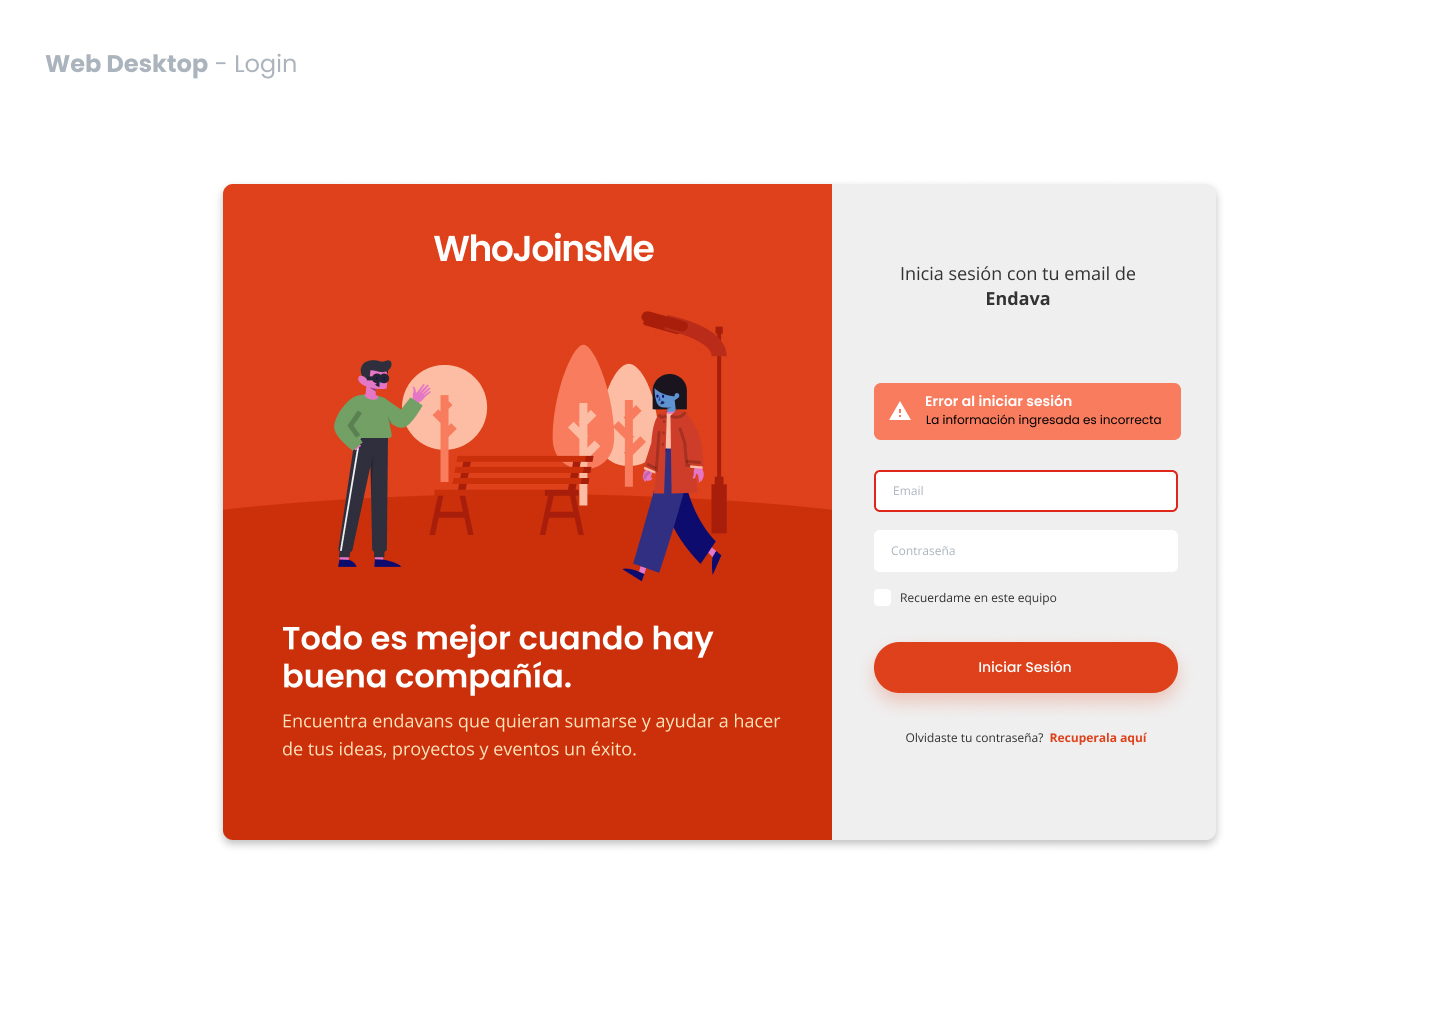 Web Desktop - Login
WhoJoinsMe
Todo es mejor cuando hay
buena compañía.
Encuentra endavans que quieran sumarse y ayudar a hacer
de tus ideas, proyectos y eventos un éxito.
Inicia sesión con tu email de
Endava
Error al iniciar sesión
La información ingresada es incorrecta
Email
Contraseña
Recuerdame en este equipo
Iniciar Sesión
Olvidaste tu contraseña? Recuperala aquí